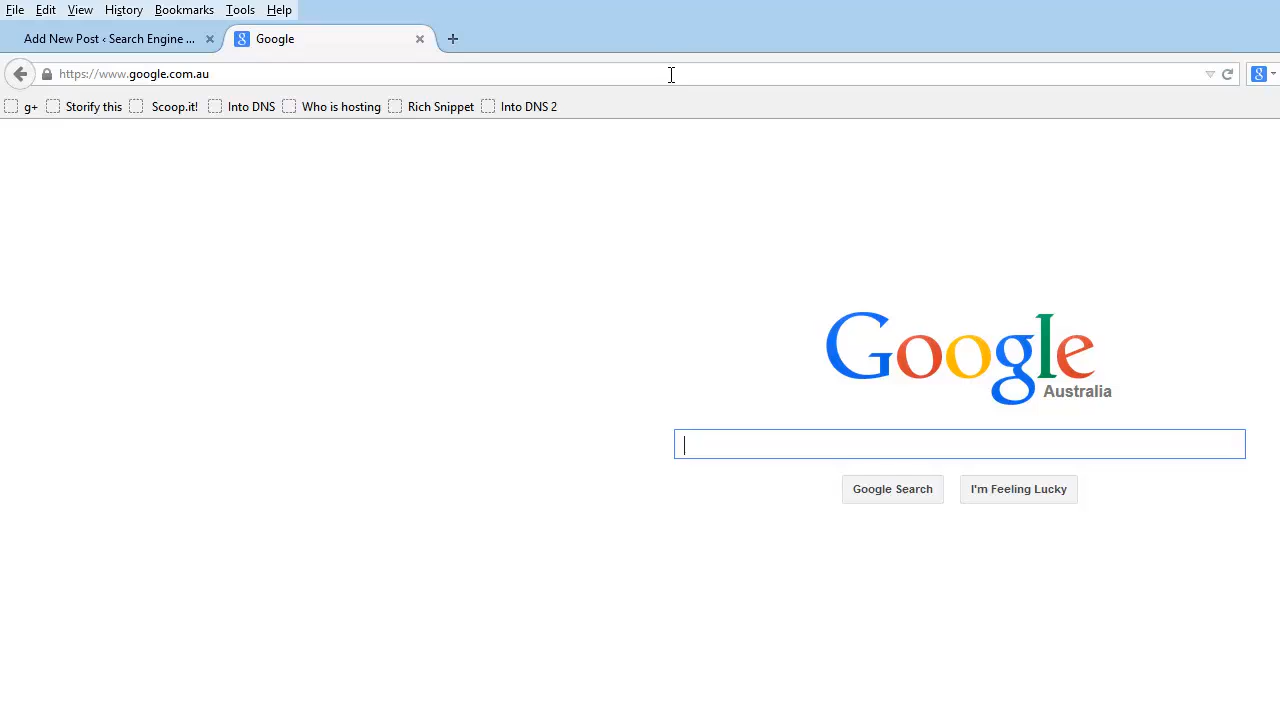 File Edit View History Bookmarks Tools Help
Add New Post ‹ Search Engine ... Google
https://www.google.com.au
g+ Storify this Scoop.it! Into DNS Who is hosting Rich Snippet Into DNS 2
Google
Australia
Google Search I'm Feeling Lucky